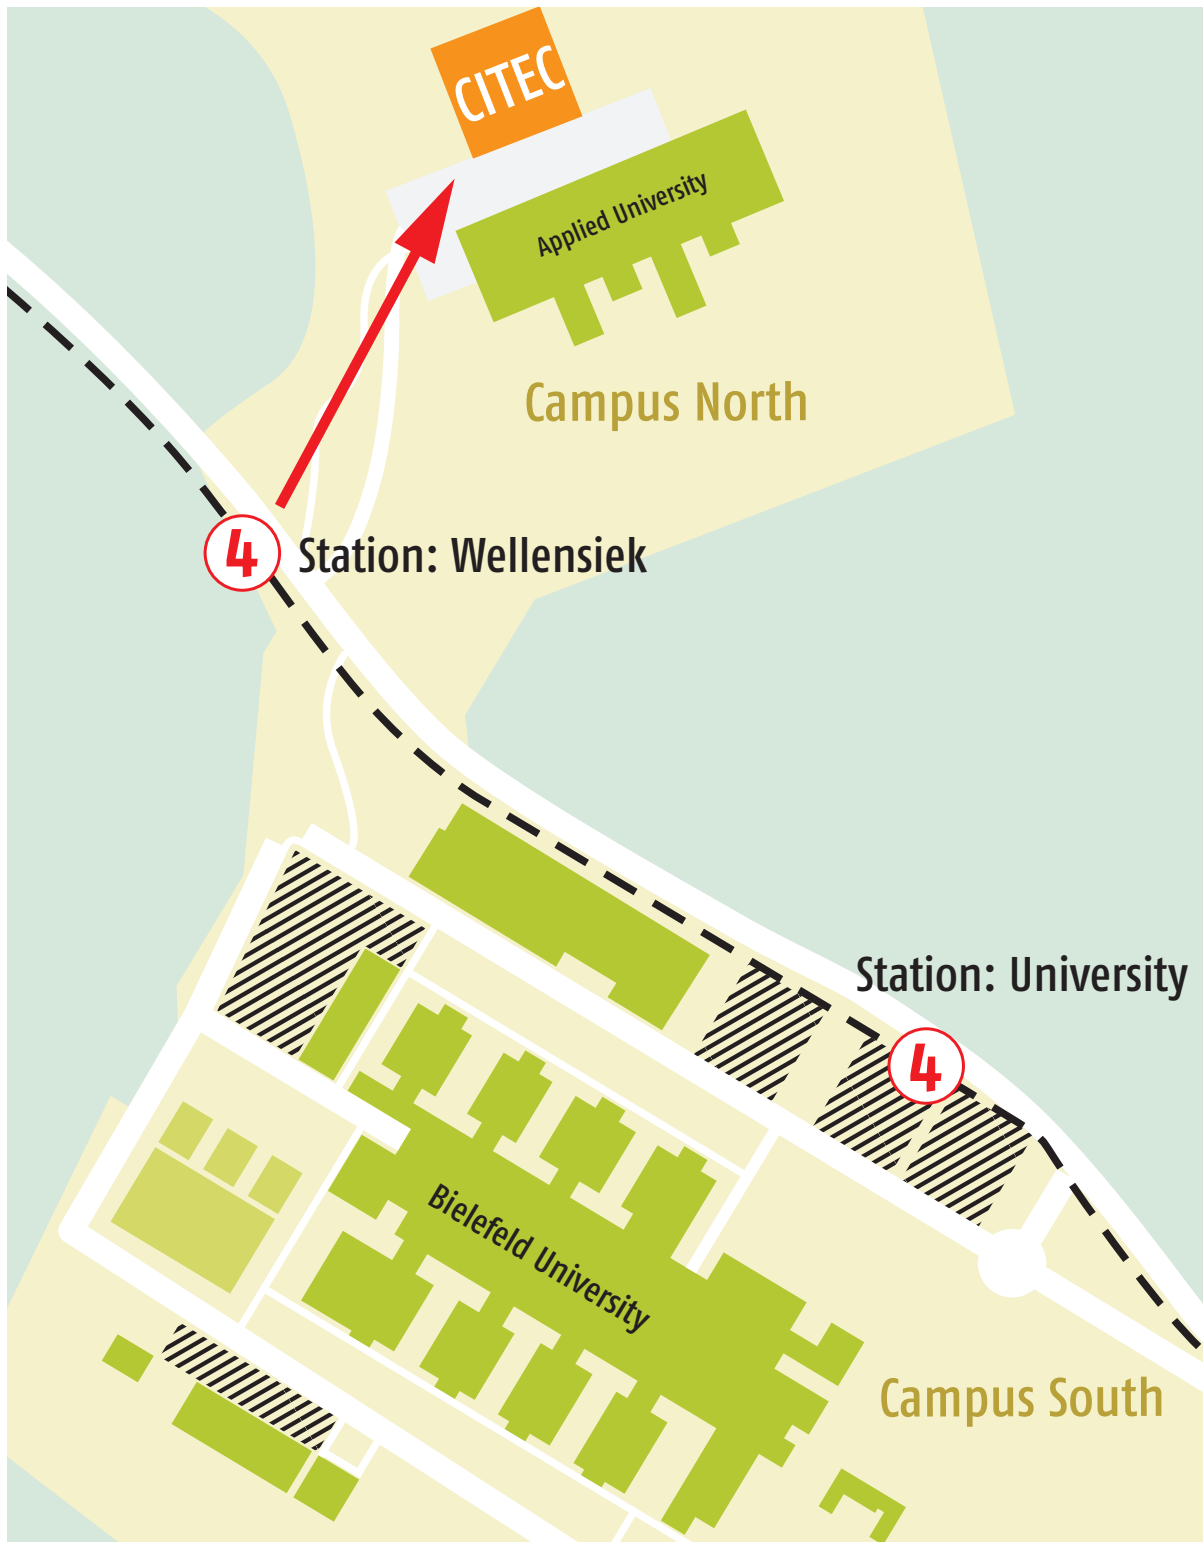 CITEC
Applied University
Campus North
4 Station: Wellensiek
Station: University
4
Bielefeld University
Campus South